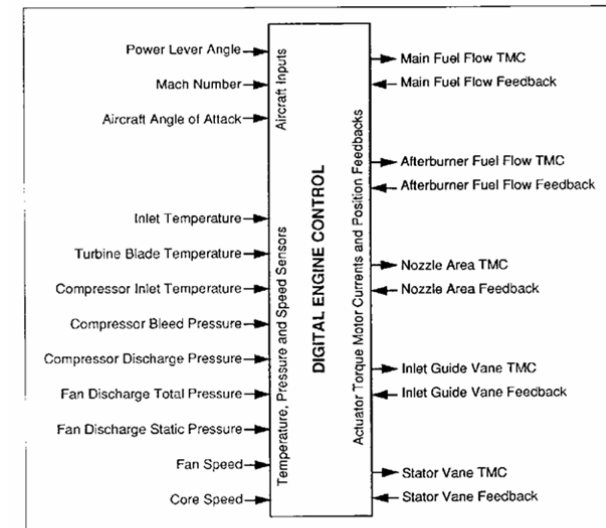 Power Lever Angle
Mach Number
Aircraft Angle of Attack
Inlet Temperature
Turbine Blade Temperature
Compressor Inlet Temperature
Compressor Bleed Pressure
Compressor Discharge Pressure
Fan Discharge Total Pressure
Fan Discharge Static Pressure
Fan Speed
Core Speed
Aircraft Inputs
Temperature, Pressure and Speed Sensors
DIGITAL ENGINE CONTROL
Actuator Torque Motor Currents and Position Feedbacks
Main Fuel Flow TMC
Main Fuel Flow Feedback
Afterburner Fuel Flow TMC
Afterburner Fuel Flow Feedback
Nozzle Area TMC
Nozzle Area Feedback
Inlet Guide Vane TMC
Inlet Guide Vane Feedback
Stator Vane TMC
Stator Vane Feedback